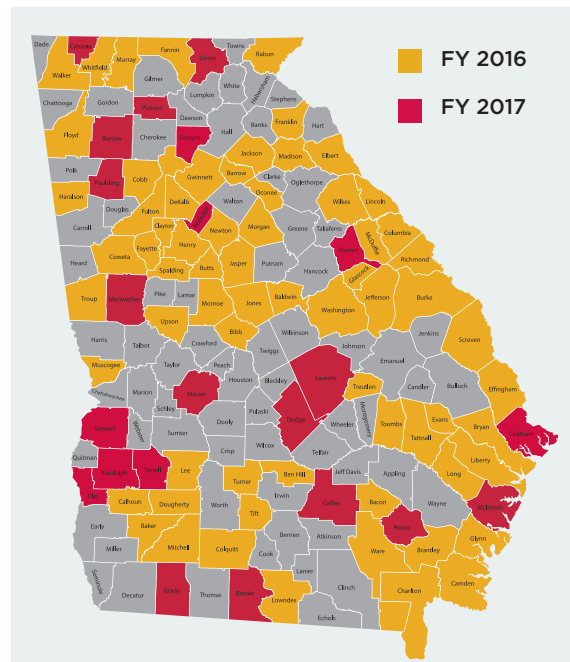 FY 2016
FY 2017
Dade
Catoosa
Walker
Whitfield
Murray
Fannin
Union
Towns
Rabun
Gilmer
White
Habersham
Lumpkin
Stephens
Chattooga
Gordon
Pickens
Dawson
Banks
Franklin
Hart
Floyd
Bartow
Cherokee
Forsyth
Hall
Jackson
Madison
Elbert
Polk
Paulding
Cobb
Gwinnett
Barrow
Clarke
Oglethorpe
Haralson
Douglas
Fulton
DeKalb
Rockdale
Walton
Oconee
Wilkes
Lincoln
Carroll
Clayton
Newton
Morgan
Greene
Taliaferro
Warren
McDuffie
Columbia
Fayette
Henry
Coweta
Heard
Spalding
Butts
Jasper
Putnam
Hancock
Glascock
Richmond
Troup
Meriwether
Pike
Lamar
Monroe
Jones
Baldwin
Washington
Jefferson
Burke
Upson
Bibb
Wilkinson
Jenkins
Screven
Harris
Talbot
Crawford
Twiggs
Johnson
Emanuel
Muscogee
Taylor
Peach
Houston
Bleckley
Laurens
Treutlen
Candler
Bulloch
Effingham
Chattahoochee
Marion
Macon
Schley
Pulaski
Dodge
Wheeler
Montgomery
Toombs
Evans
Bryan
Chatham
Stewart
Webster
Sumter
Dooly
Wilcox
Telfair
Tattnall
Quitman
Crisp
Liberty
Randolph
Terrell
Lee
Turner
Ben Hill
Jeff Davis
Appling
Long
Clay
Calhoun
Dougherty
Worth
Irwin
Coffee
Bacon
Wayne
McIntosh
Early
Baker
Tift
Berrien
Atkinson
Pierce
Glynn
Miller
Mitchell
Colquitt
Cook
Ware
Brantley
Seminole
Decatur
Grady
Thomas
Brooks
Lanier
Clinch
Lowndes
Charlton
Camden
Echols